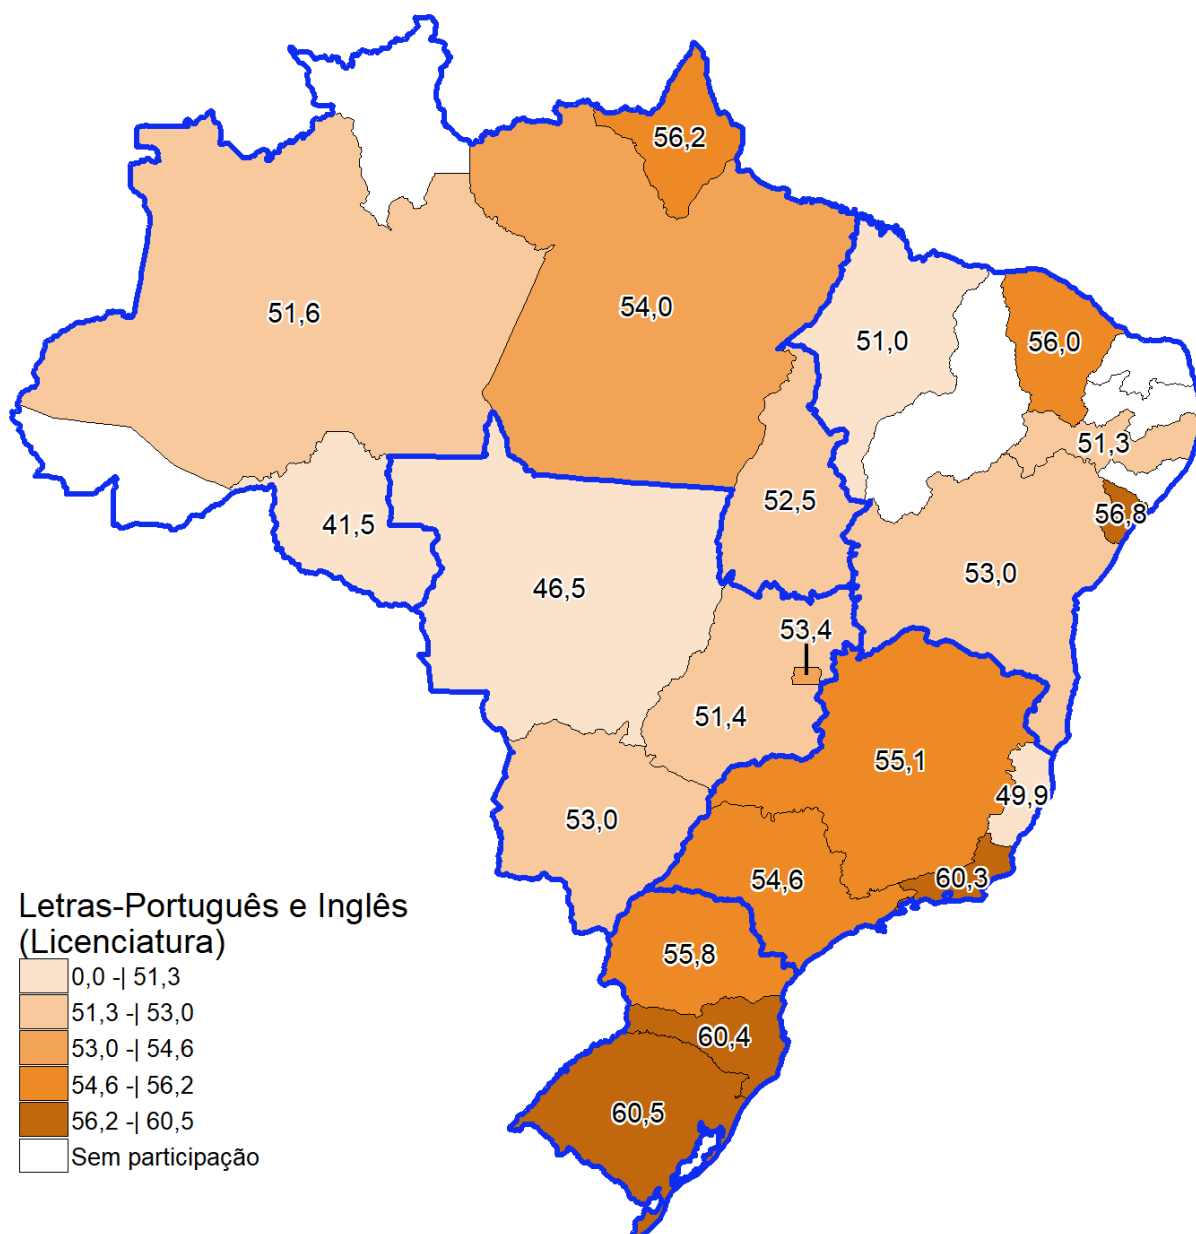 56,2
51,6
54,0
51,0
56,0
51,3
52,5
56,8
41,5
46,5
53,0
53,4
51,4
55,1
49,9
53,0
54,6
60,3
55,8
60,4
60,5
Letras-Português e Inglês
(Licenciatura)
0,0 -| 51,3
51,3 -| 53,0
53,0 -| 54,6
54,6 -| 56,2
56,2 -| 60,5
Sem participação